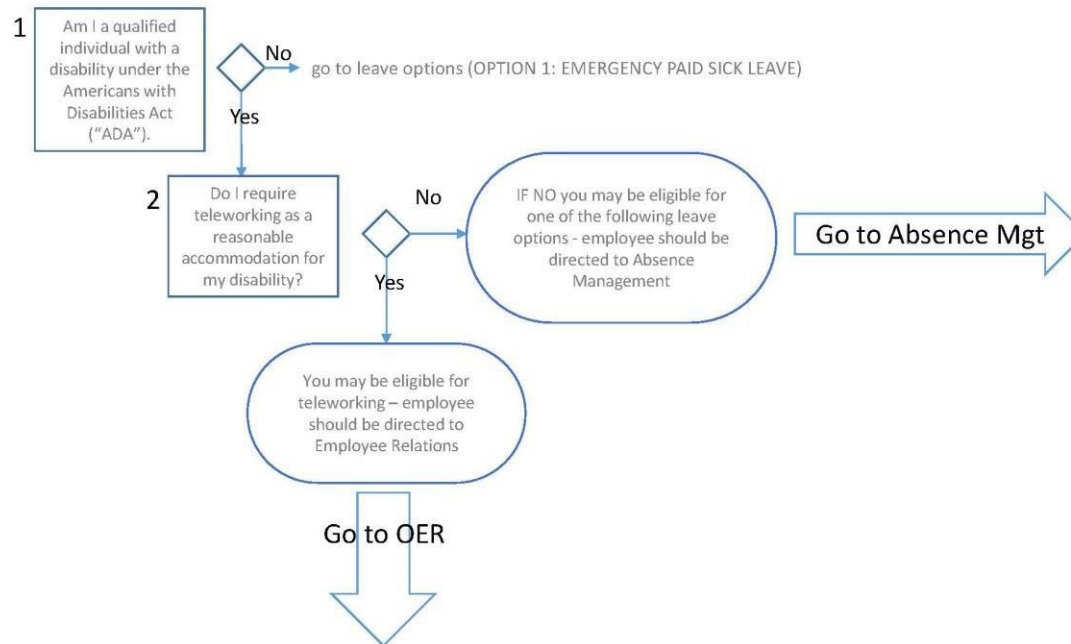 1
Am I a qualified
individual with a
disability under the
Americans with
Disabilities Act
(“ADA”).
No
go to leave options (OPTION 1: EMERGENCY PAID SICK LEAVE)
Yes
2
Do I require
teleworking as a
reasonable
accommodation for
my disability?
No
IF NO you may be eligible for
one of the following leave
options - employee should be
directed to Absence
Management
Go to Absence Mgt
Yes
You may be eligible for
teleworking – employee
should be directed to
Employee Relations
Go to OER